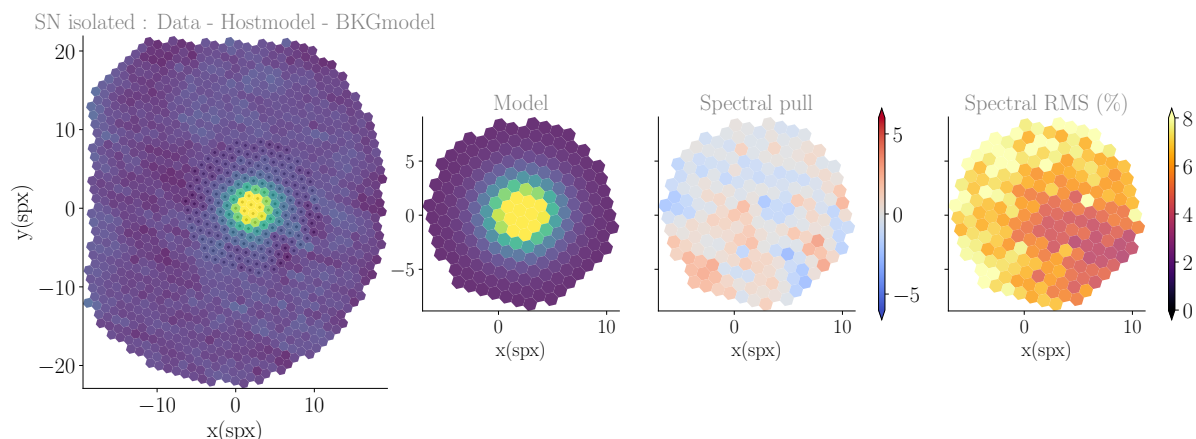 SN isolated : Data - Hostmodel - BKGmodel
20
10
0
−10
−20
y(spx)
−10 0 10
x(spx)
Model
5
0
−5
0 10
x(spx)
Spectral pull
0 10
x(spx)
5
0
−5
Spectral RMS (%)
0 10
x(spx)
8
6
4
2
0